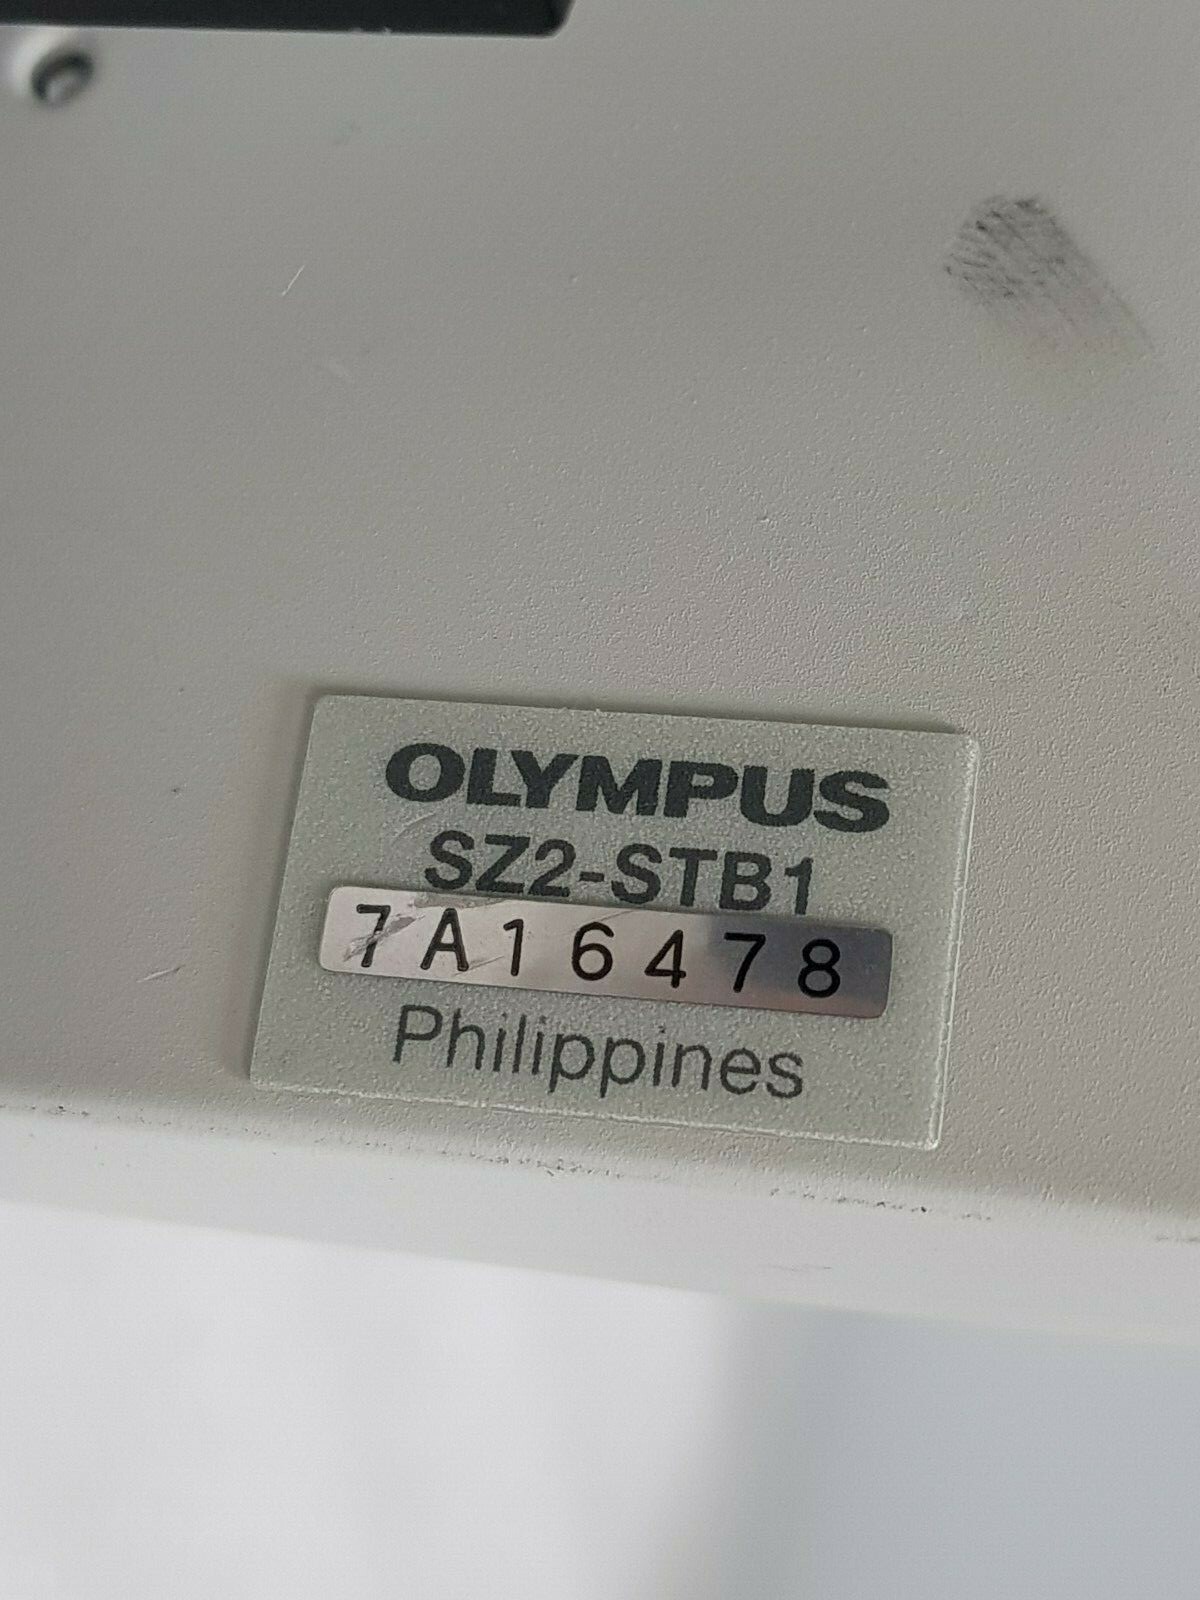 OLYMPUS
SZ2-STB1
7A16478
Philippines